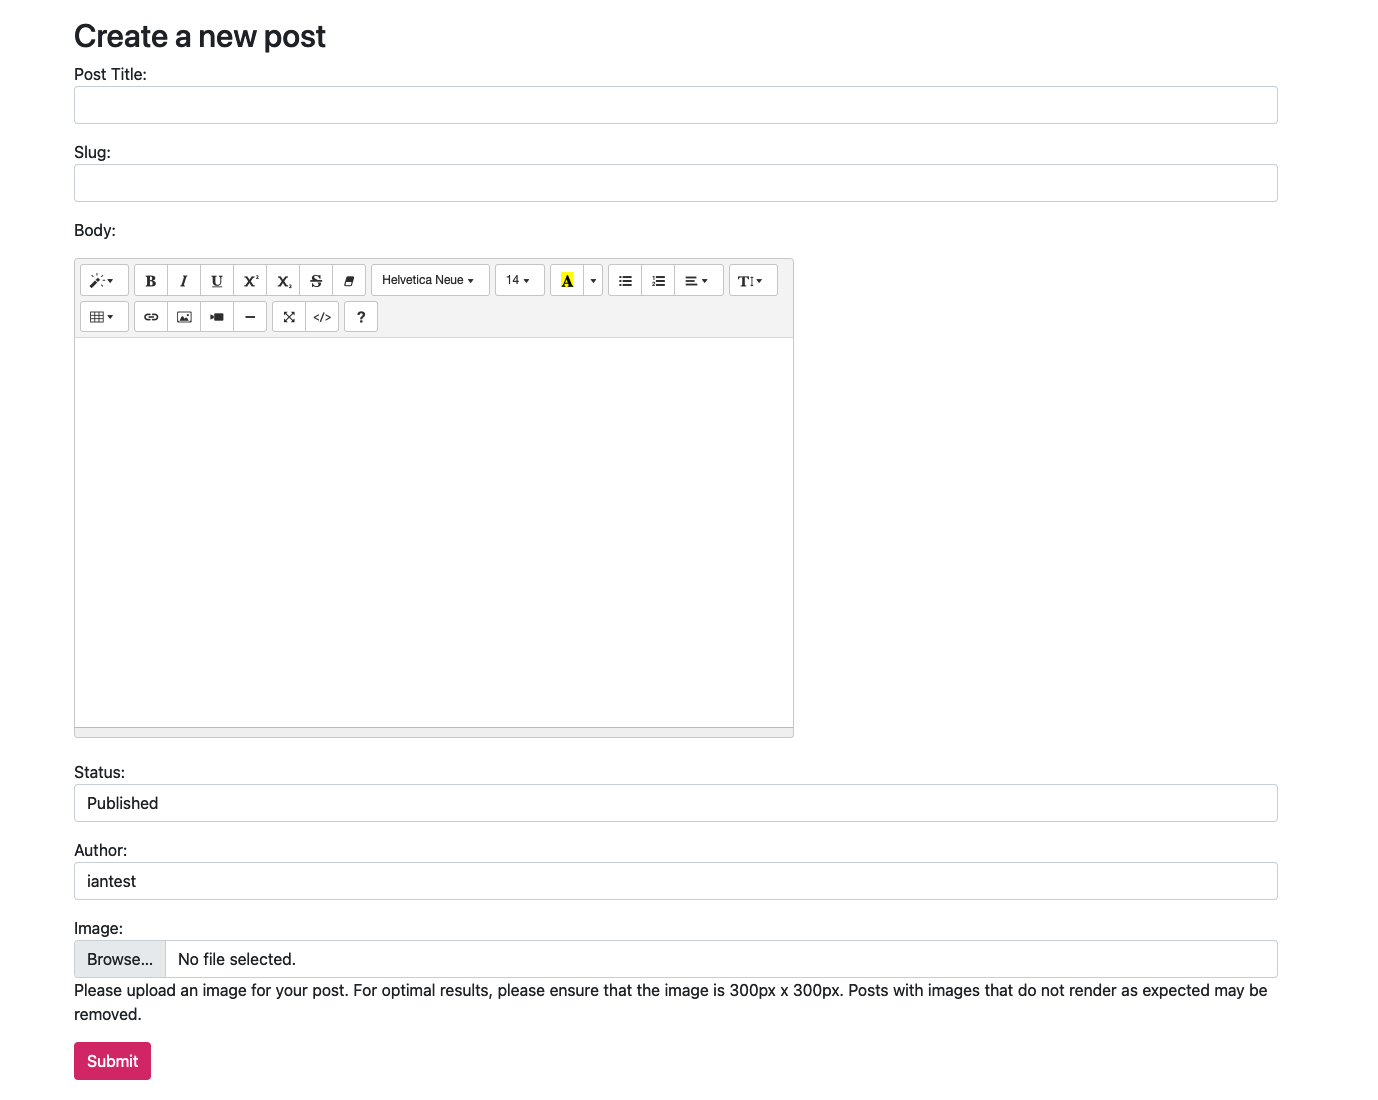 Create a new post
Post Title:
Slug:
Body:
B I U X² X₂ S Helvetica Neue 14 A T
</> ?
Status:
Published
Author:
iantest
Image:
Browse... No file selected.
Please upload an image for your post. For optimal results, please ensure that the image is 300px x 300px. Posts with images that do not render as expected may be
removed.
Submit